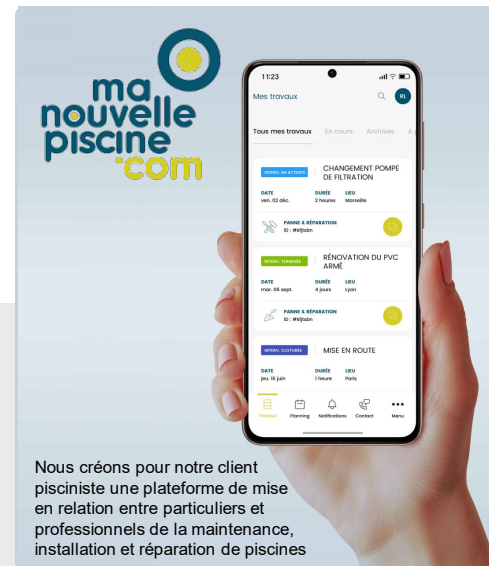 ma
nouvelle
piscine
.com
11:23
Mes travaux
RL
Tous mes travaux En cours Archives A
INTERV. EN ATTENTE
CHANGEMENT POMPE
DE FILTRATION
DATE DURÉE LIEU
ven. 02 déc. 2 heures Marseille
PANNE & RÉPARATION
ID : #kfjtsbn
INTERV. TERMINÉE
RÉNOVATION DU PVC
ARMÉ
DATE DURÉE LIEU
mar. 06 sept. 4 jours Lyon
PANNE & RÉPARATION
ID : #kfjtsbn
INTERV. CLOTURÉE MISE EN ROUTE
DATE DURÉE LIEU
jeu. 16 juin 1 heure Paris
Travaux Planning Notifications Contact Menu
Nous créons pour notre client
pisciniste une plateforme de mise
en relation entre particuliers et
professionnels de la maintenance,
installation et réparation de piscines